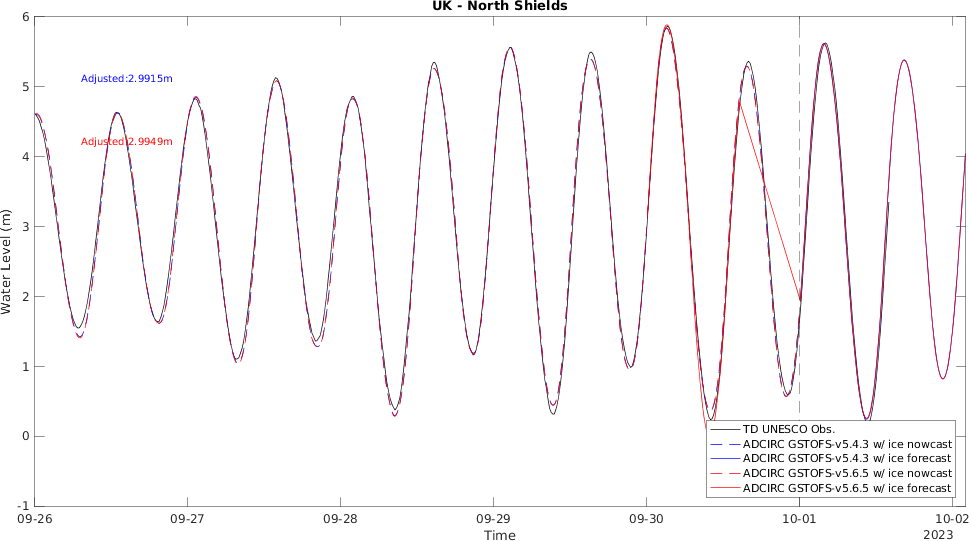 UK - North Shields
6
5
4
3
2
1
0
-1
Water Level (m)
Adjusted:2.9915m
Adjusted:2.9949m
TD UNESCO Obs.
ADCIRC GSTOFS-v5.4.3 w/ ice nowcast
ADCIRC GSTOFS-v5.4.3 w/ ice forecast
ADCIRC GSTOFS-v5.6.5 w/ ice nowcast
ADCIRC GSTOFS-v5.6.5 w/ ice forecast
09-26 09-27 09-28 09-29 09-30 10-01 10-02
Time 2023